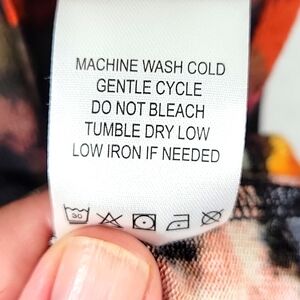 MACHINE WASH COLD
GENTLE CYCLE
DO NOT BLEACH
TUMBLE DRY LOW
LOW IRON IF NEEDED
30